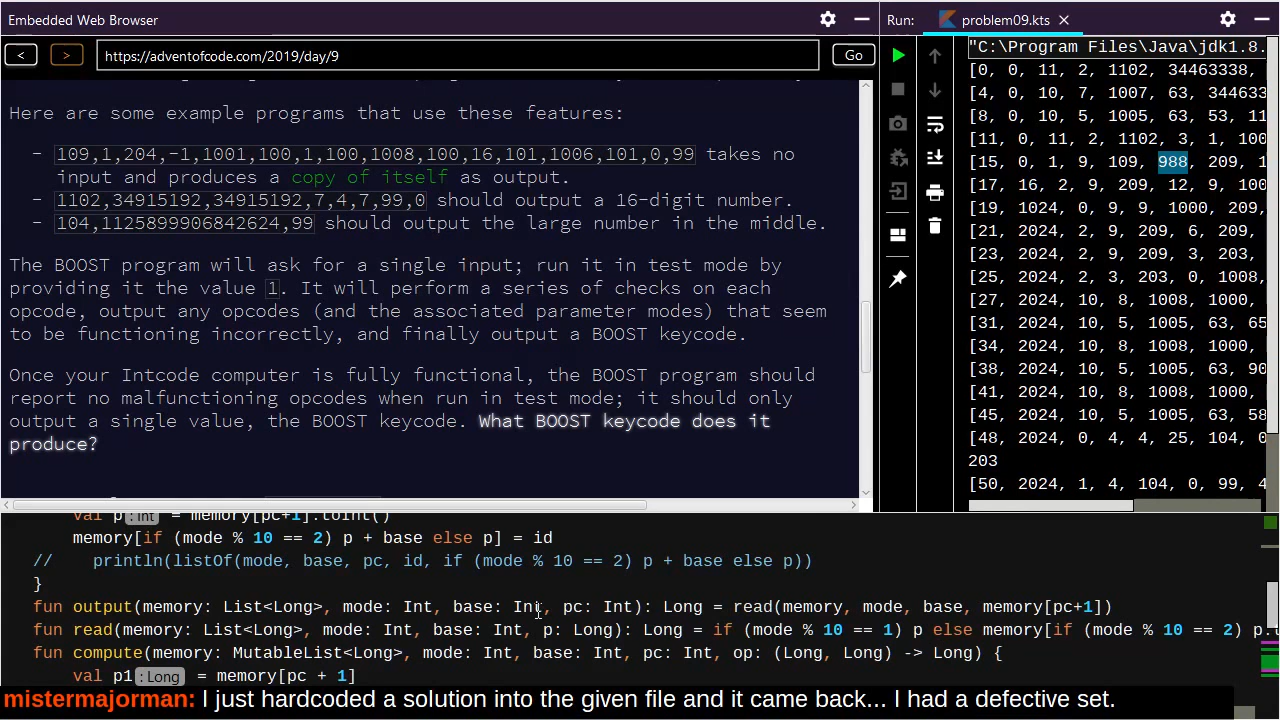 Embedded Web Browser
<
>
https://adventofcode.com/2019/day/9
Go
Here are some example programs that use these features:
- 109,1,204,-1,1001,100,1,100,1008,100,16,101,1006,101,0,99 takes no
input and produces a copy of itself as output.
- 1102,34915192,34915192,7,4,7,99,0 should output a 16-digit number.
- 104,1125899906842624,99 should output the large number in the middle.
The BOOST program will ask for a single input; run it in test mode by
providing it the value 1. It will perform a series of checks on each
opcode, output any opcodes (and the associated parameter modes) that seem
to be functioning incorrectly, and finally output a BOOST keycode.
Once your Intcode computer is fully functional, the BOOST program should
report no malfunctioning opcodes when run in test mode; it should only
output a single value, the BOOST keycode. What BOOST keycode does it
produce?
Run: problem09.kts
"C:\Program Files\Java\jdk1.8.
[0, 0, 11, 2, 1102, 34463338,
[4, 0, 10, 7, 1007, 63, 344633
[8, 0, 10, 5, 1005, 63, 53, 11
[11, 0, 11, 2, 1102, 3, 1, 100
[15, 0, 1, 9, 109, 988, 209, 1
[17, 16, 2, 9, 209, 12, 9, 100
[19, 1024, 0, 9, 9, 1000, 209,
[21, 2024, 2, 9, 209, 6, 209,
[23, 2024, 2, 9, 209, 3, 203,
[25, 2024, 2, 3, 203, 0, 1008,
[27, 2024, 10, 8, 1008, 1000,
[31, 2024, 10, 5, 1005, 63, 65
[34, 2024, 10, 8, 1008, 1000,
[38, 2024, 10, 5, 1005, 63, 90
[41, 2024, 10, 8, 1008, 1000,
[45, 2024, 10, 5, 1005, 63, 58
[48, 2024, 0, 4, 4, 25, 104, 0
203
[50, 2024, 1, 4, 104, 0, 99, 4
val p: Int = memory[pc+1].toInt()
memory[if (mode % 10 == 2) p + base else p] = id
// println(listOf(mode, base, pc, id, if (mode % 10 == 2) p + base else p))
}
fun output(memory: List<Long>, mode: Int, base: Int, pc: Int): Long = read(memory, mode, base, memory[pc+1])
fun read(memory: List<Long>, mode: Int, base: Int, p: Long): Long = if (mode % 10 == 1) p else memory[if (mode % 10 == 2) p
fun compute(memory: MutableList<Long>, mode: Int, base: Int, pc: Int, op: (Long, Long) -> Long) {
val p1: Long = memory[pc + 1]
mistermajorman: I just hardcoded a solution into the given file and it came back... I had a defective set.